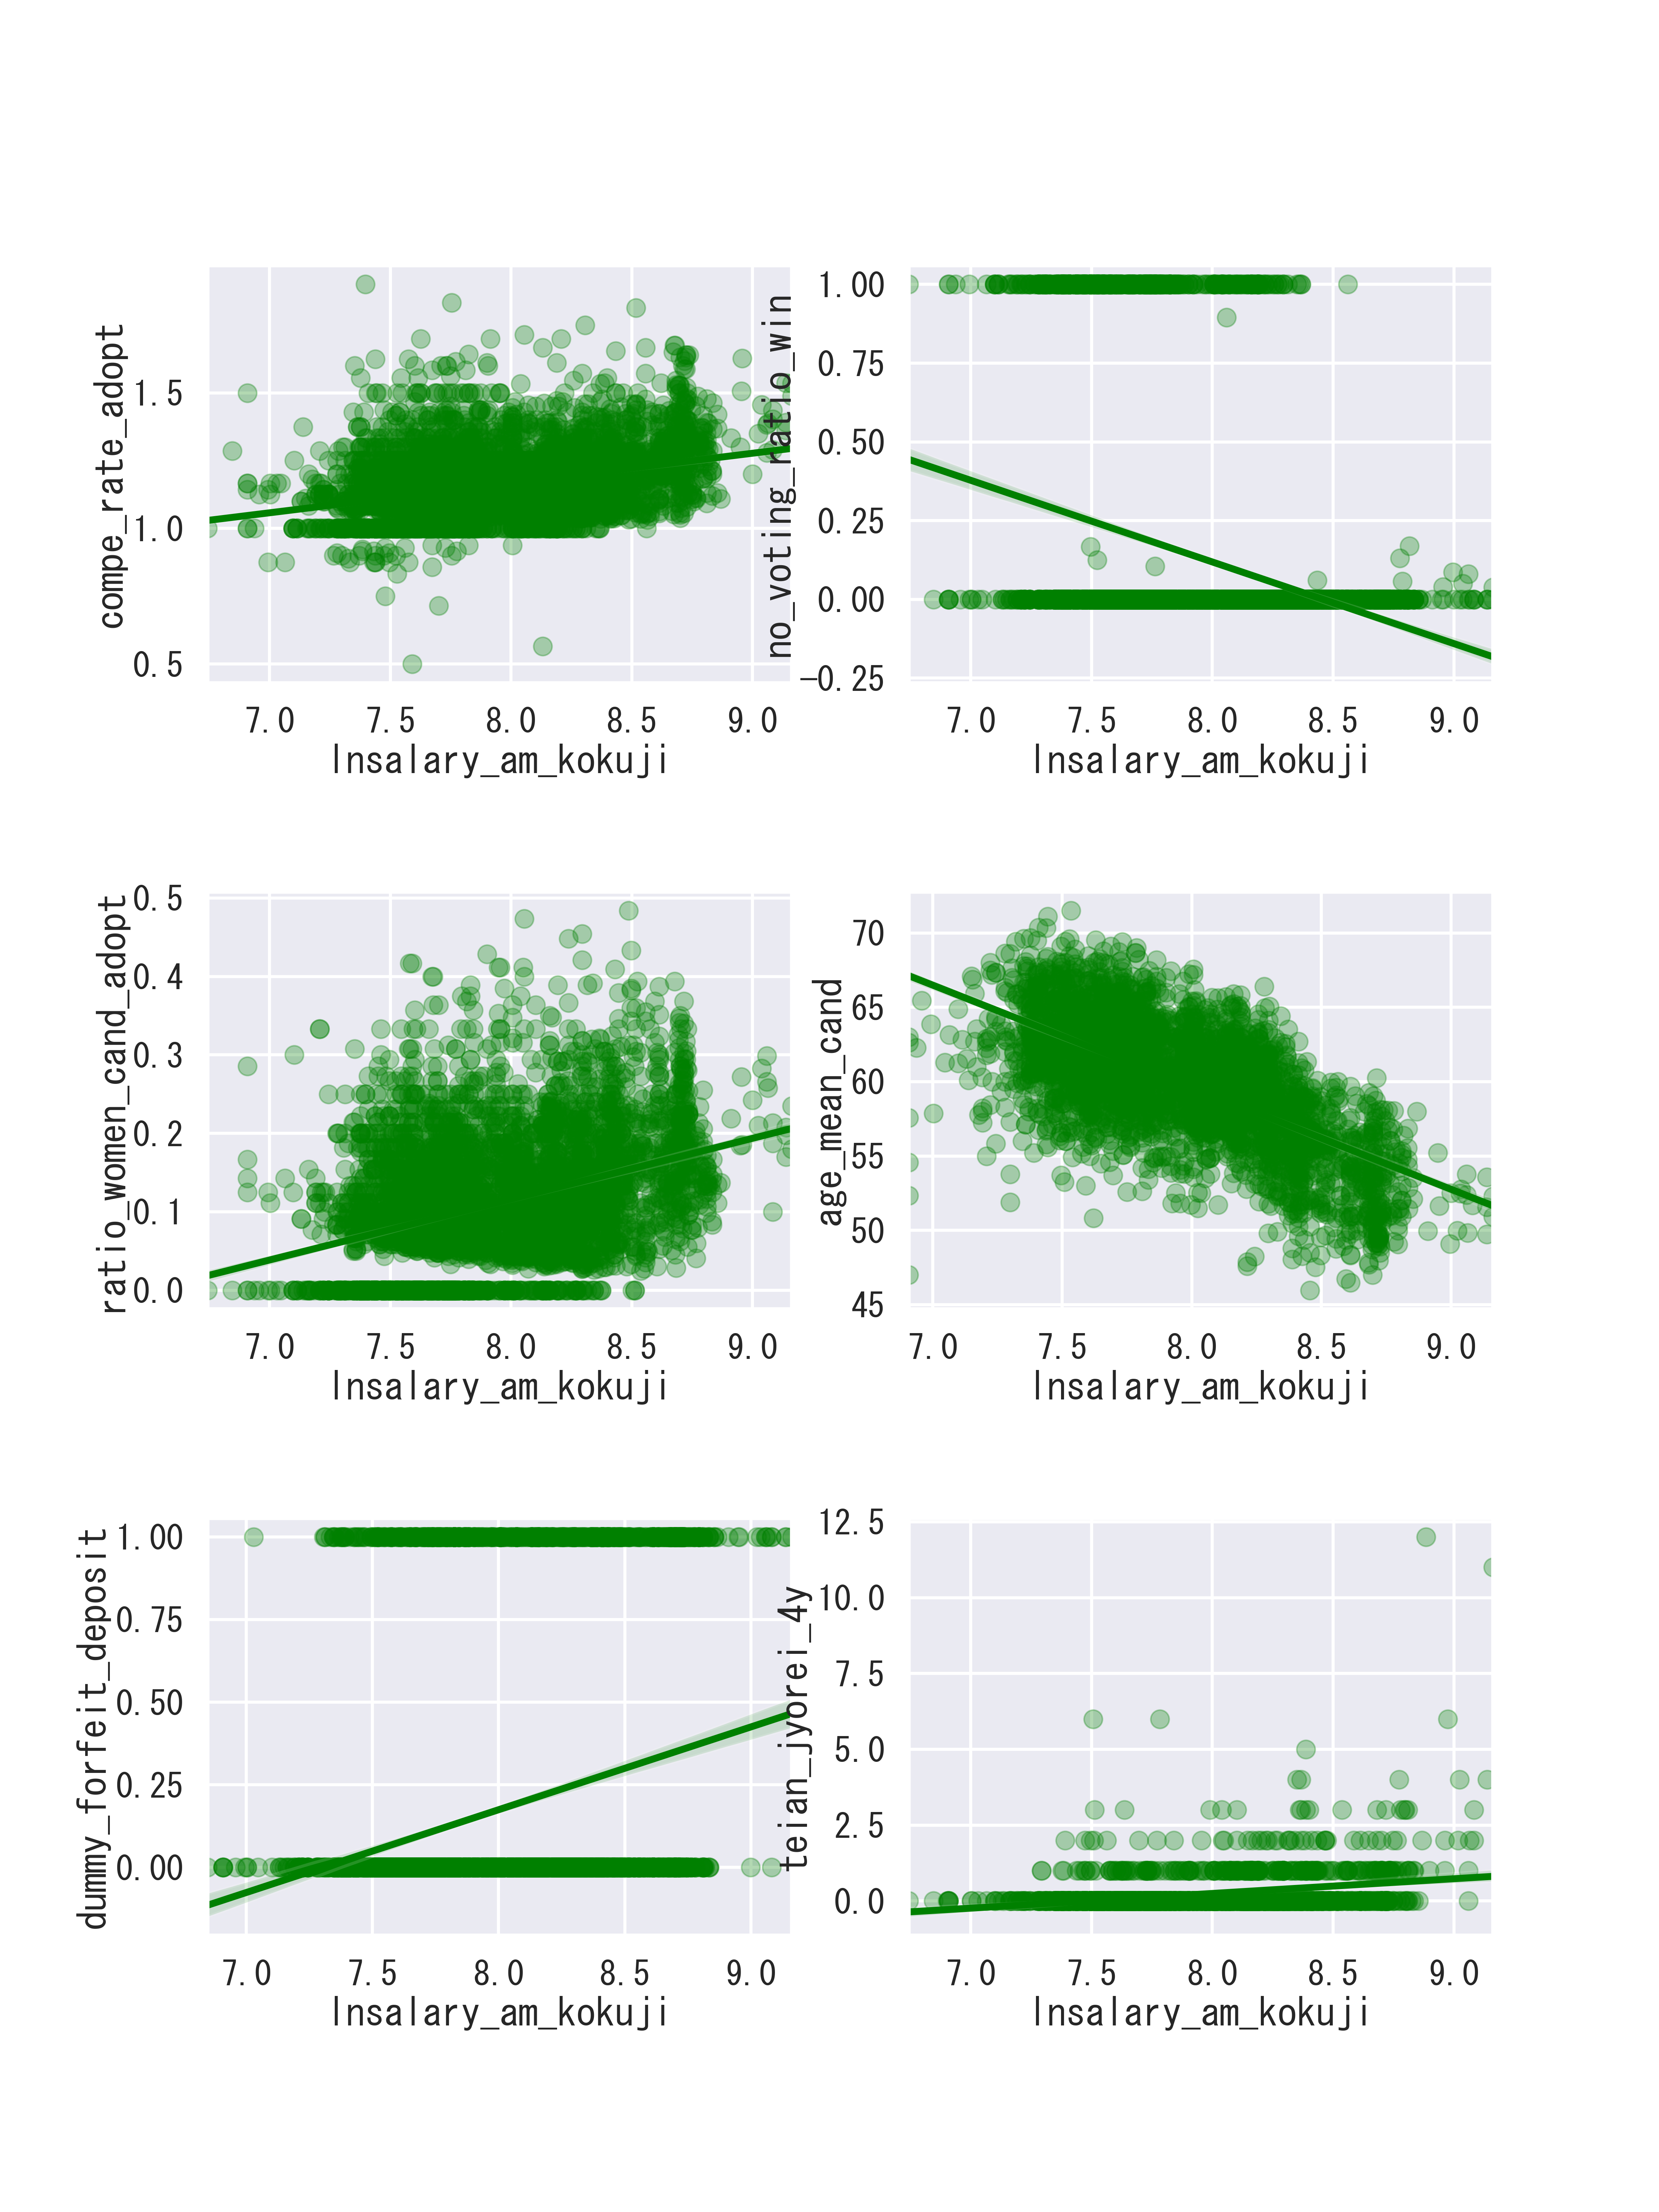 compe_rate_adopt
1.5
1.0
0.5
7.0 7.5 8.0 8.5 9.0
lnsalary_am_kokuji
no_voting_ratio_win
1.00
0.75
0.50
0.25
0.00
-0.25
7.0 7.5 8.0 8.5 9.0
lnsalary_am_kokuji
ratio_women_cand_adopt
0.5
0.4
0.3
0.2
0.1
0.0
7.0 7.5 8.0 8.5 9.0
lnsalary_am_kokuji
age_mean_cand
70
65
60
55
50
45
7.0 7.5 8.0 8.5 9.0
lnsalary_am_kokuji
dummy_forfeit_deposit
1.00
0.75
0.50
0.25
0.00
7.0 7.5 8.0 8.5 9.0
lnsalary_am_kokuji
teian_jyorei_4y
12.5
10.0
7.5
5.0
2.5
0.0
7.0 7.5 8.0 8.5 9.0
lnsalary_am_kokuji